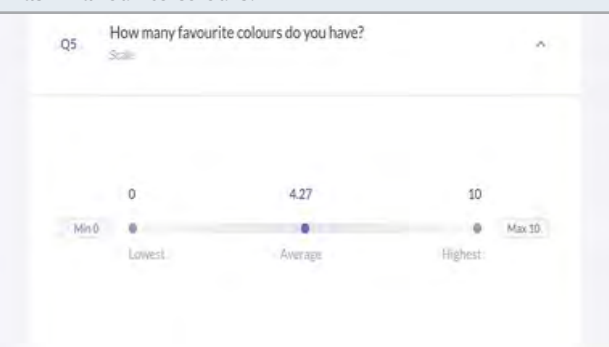 Q5 How many favourite colours do you have?
Scale
0 4.27 10
Min 0 Max 10
Lowest Average Highest